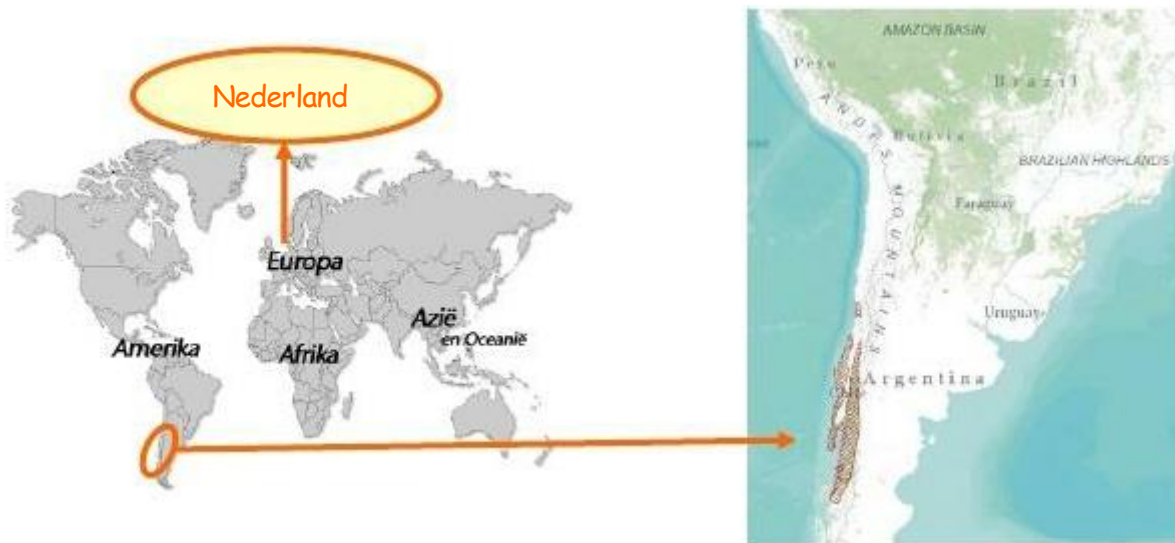 Nederland
Europa
Azië
en Oceanië
Amerika
Afrika
AMAZON BASIN
Peru
Brazil
ANDES MOUNTAINS
Bolivia
BRAZILIAN HIGHLANDS
Paraguay
Uruguay
Argentina